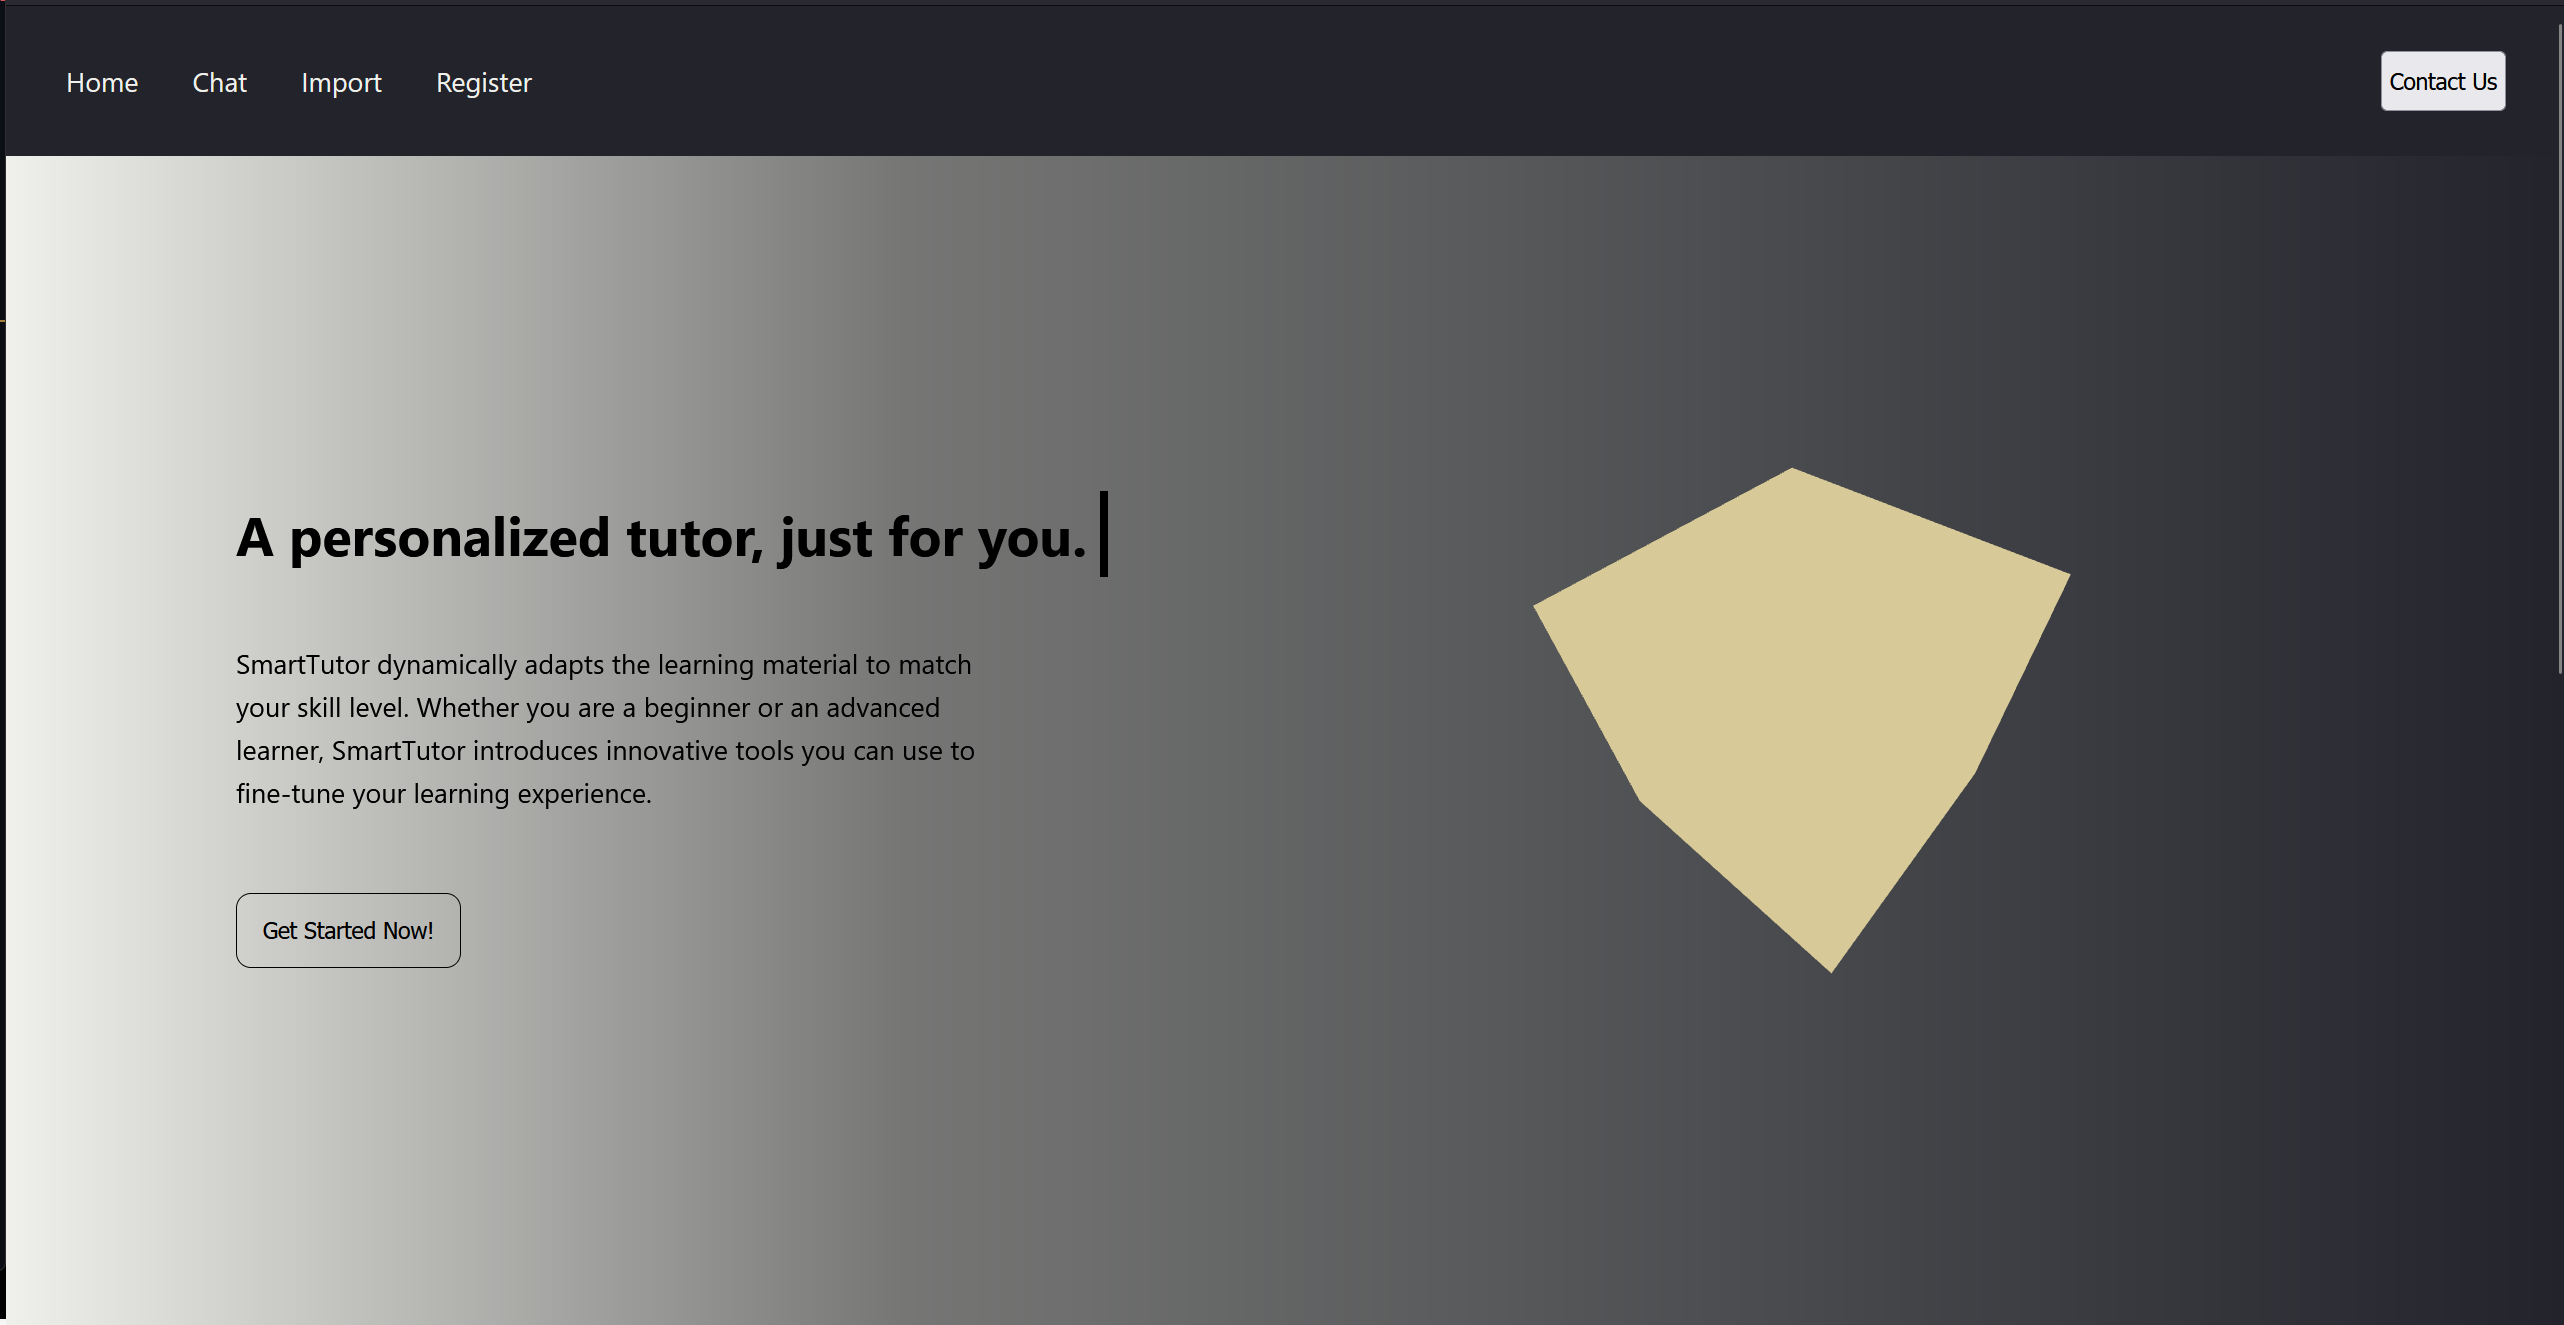 Home Chat Import Register Contact Us
A personalized tutor, just for you.
SmartTutor dynamically adapts the learning material to match
your skill level. Whether you are a beginner or an advanced
learner, SmartTutor introduces innovative tools you can use to
fine-tune your learning experience.
Get Started Now!